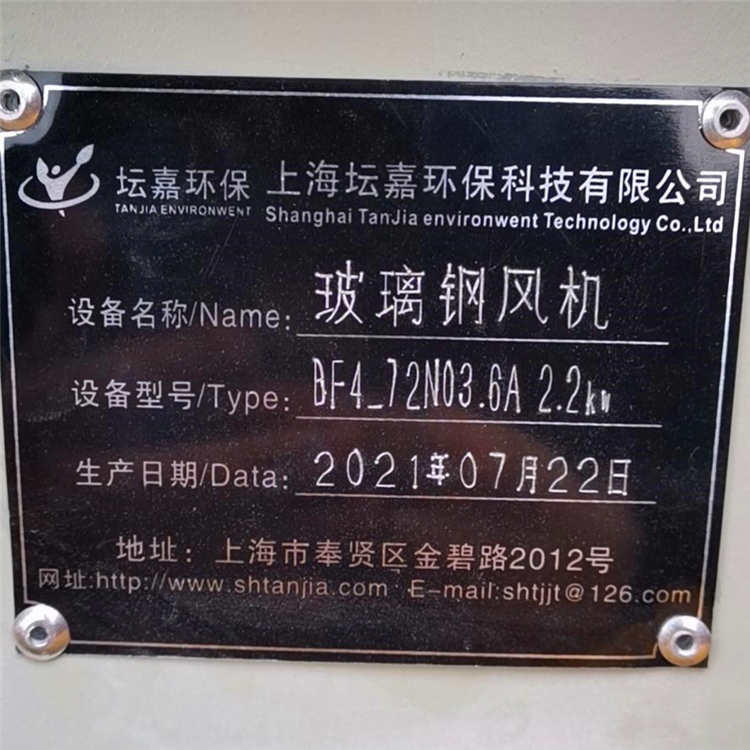 坛嘉环保 上海坛嘉环保科技有限公司
TANJIA ENVIRONWENT Shanghai TanJia environwent Technology Co.,Ltd
设备名称/Name: 玻璃钢风机
设备型号/Type: BF4_72N03.6A 2.2kw
生产日期/Data: 2021年07月22日
地址：上海市奉贤区金碧路2012号
网址:http://www.shtanjia.com E-mail:shtjjt@126.com